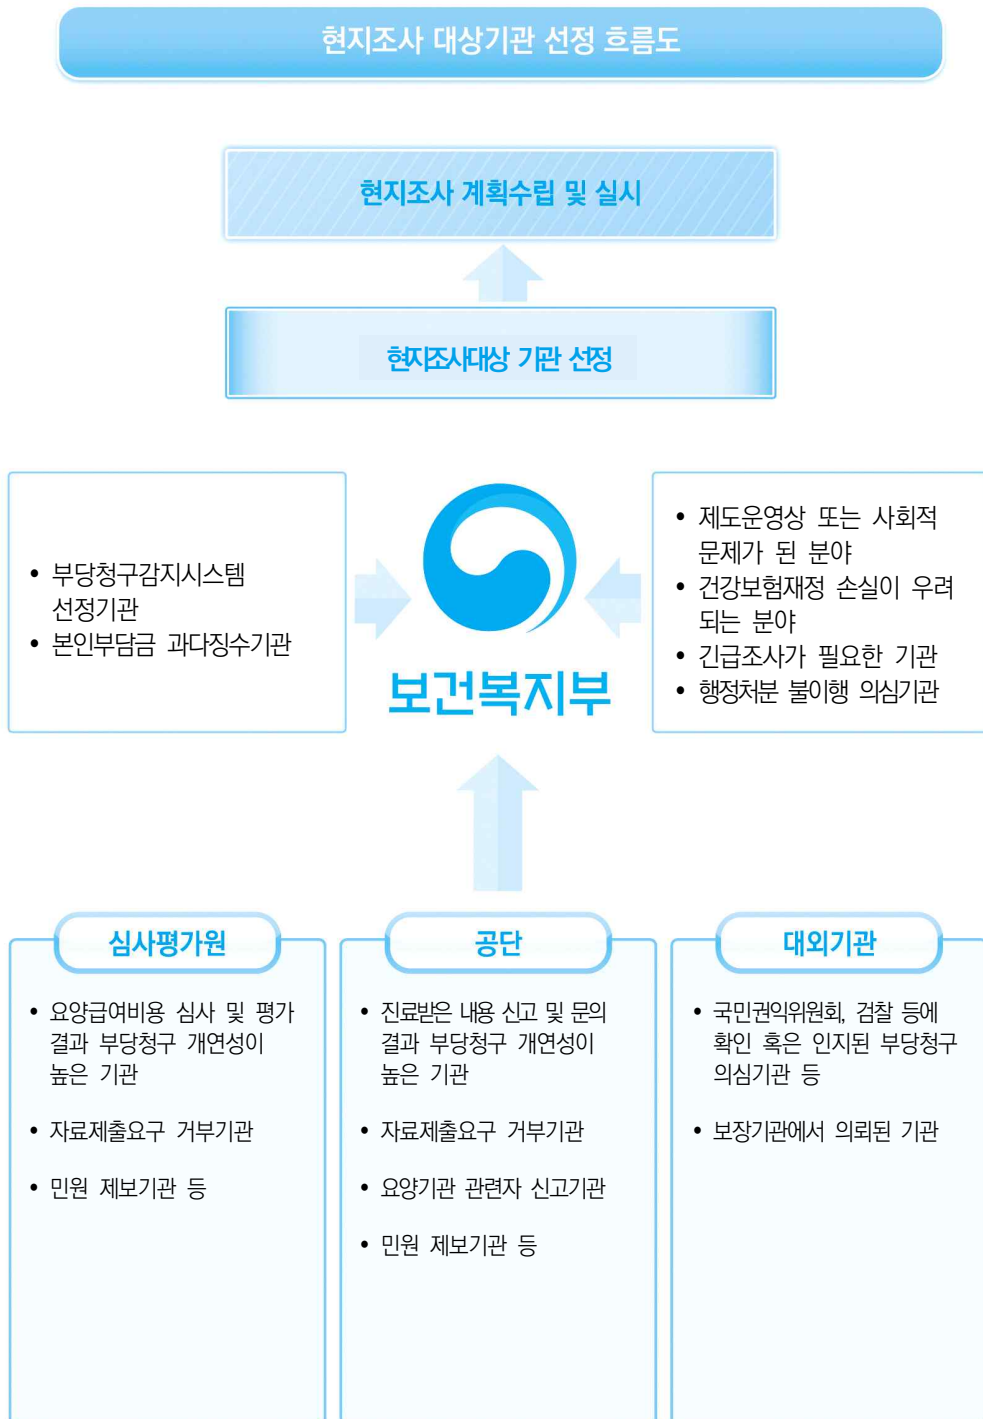 현지조사 대상기관 선정 흐름도
현지조사 계획수립 및 실시
현지조사대상 기관 선정
• 부당청구감지시스템
선정기관
• 본인부담금 과다징수기관
보건복지부
• 제도운영상 또는 사회적
문제가 된 분야
• 건강보험재정 손실이 우려
되는 분야
• 긴급조사가 필요한 기관
• 행정처분 불이행 의심기관
심사평가원
• 요양급여비용 심사 및 평가
결과 부당청구 개연성이
높은 기관
• 자료제출요구 거부기관
• 민원 제보기관 등
공단
• 진료받은 내용 신고 및 문의
결과 부당청구 개연성이
높은 기관
• 자료제출요구 거부기관
• 요양기관 관련자 신고기관
• 민원 제보기관 등
대외기관
• 국민권익위원회, 검찰 등에
확인 혹은 인지된 부당청구
의심기관 등
• 보장기관에서 의뢰된 기관